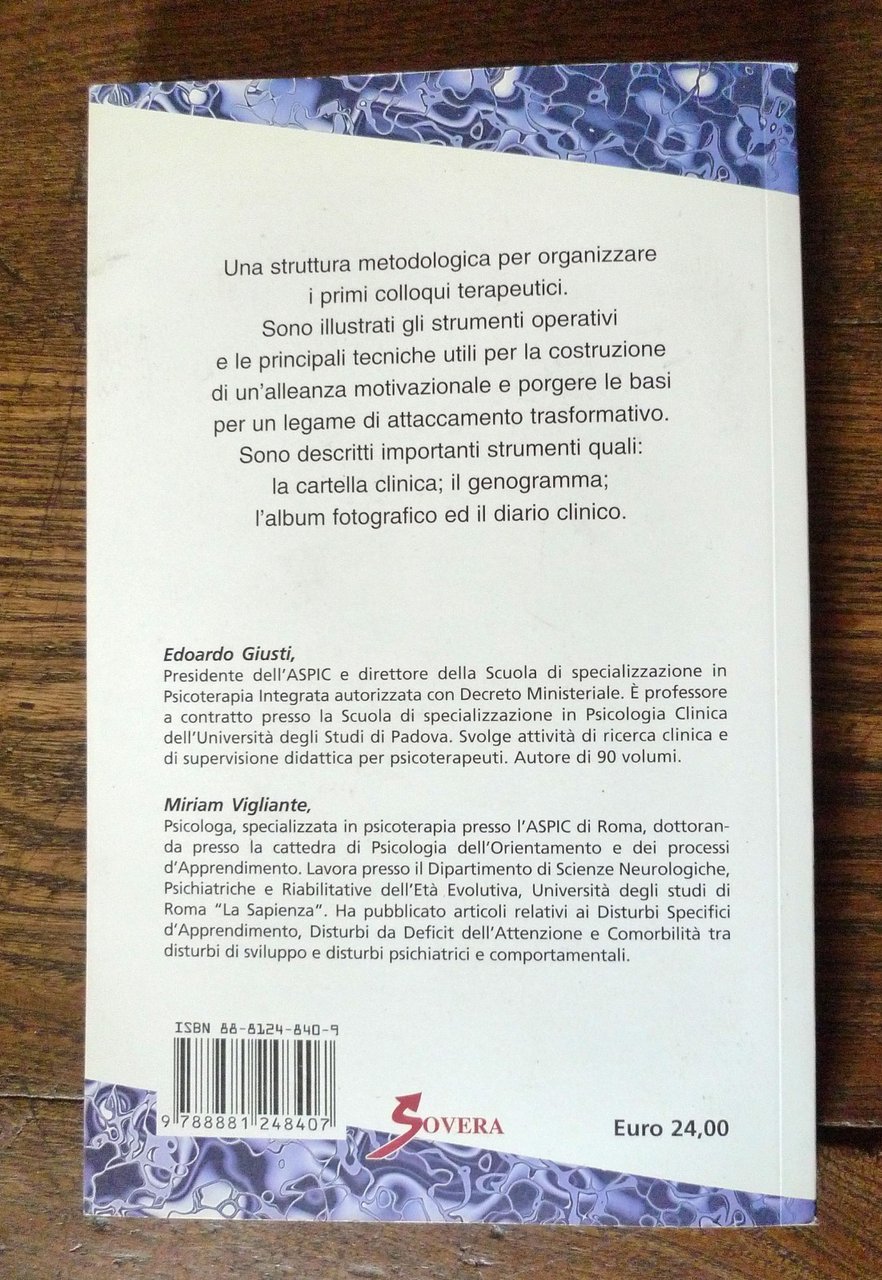 Una struttura metodologica per organizzare
i primi colloqui terapeutici.
Sono illustrati gli strumenti operativi
e le principali tecniche utili per la costruzione
di un'alleanza motivazionale e porgere le basi
per un legame di attaccamento trasformativo.
Sono descritti importanti strumenti quali:
la cartella clinica; il genogramma;
l'album fotografico ed il diario clinico.
Edoardo Giusti,
Presidente dell'ASPIC e direttore della Scuola di specializzazione in
Psicoterapia Integrata autorizzata con Decreto Ministeriale. È professore
a contratto presso la Scuola di specializzazione in Psicologia Clinica
dell'Università degli Studi di Padova. Svolge attività di ricerca clinica e
di supervisione didattica per psicoterapeuti. Autore di 90 volumi.
Miriam Vigliante,
Psicologa, specializzata in psicoterapia presso l'ASPIC di Roma, dottoran-
da presso la cattedra di Psicologia dell'Orientamento e dei processi
d'Apprendimento. Lavora presso il Dipartimento di Scienze Neurologiche,
Psichiatriche e Riabilitative dell'Età Evolutiva, Università degli studi di
Roma "La Sapienza". Ha pubblicato articoli relativi ai Disturbi Specifici
d'Apprendimento, Disturbi da Deficit dell'Attenzione e Comorbilità tra
disturbi di sviluppo e disturbi psichiatrici e comportamentali.
ISBN 88-8124-840-9
9 788881 248407
SOVERA
Euro 24,00